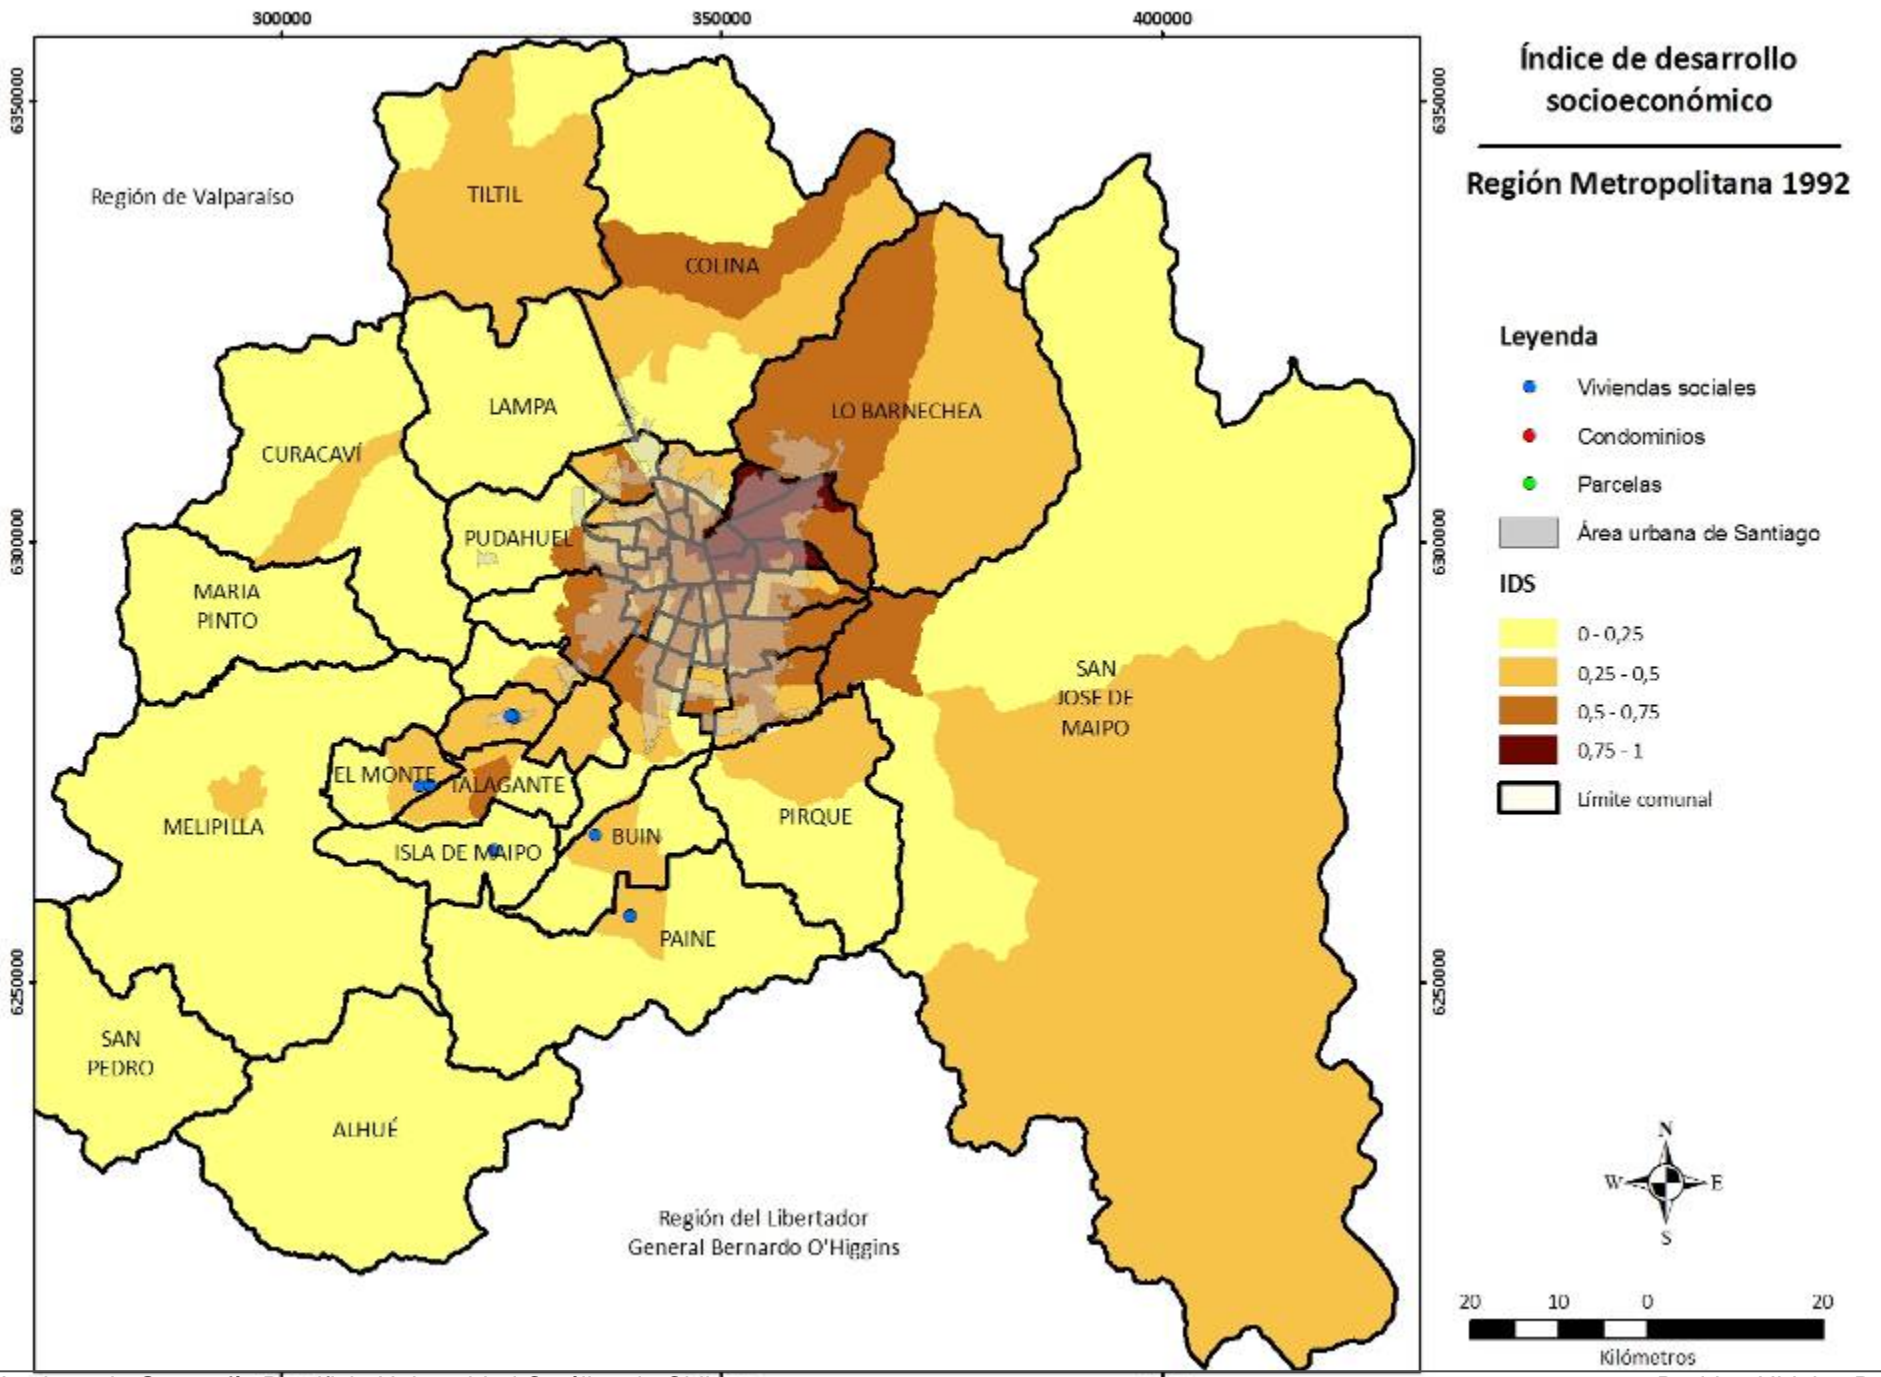 300000
350000
400000
6350000
6350000
6300000
6300000
6250000
6250000
Índice de desarrollo
socioeconómico
Región Metropolitana 1992
Región de Valparaíso
TILTIL
COLINA
LAMPA
LO BARNECHEA
CURACAVÍ
PUDAHUEL
MARIA
PINTO
SAN
JOSE DE
MAIPO
EL MONTE
TALAGANTE
MELIPILLA
PIRQUE
BUIN
ISLA DE MAIPO
PAINE
SAN
PEDRO
ALHUÉ
Región del Libertador
General Bernardo O'Higgins
Leyenda
Viviendas sociales
Condominios
Parcelas
Área urbana de Santiago
IDS
0 - 0,25
0,25 - 0,5
0,5 - 0,75
0,75 - 1
Límite comunal
N
W
E
S
20
10
0
20
Kilómetros